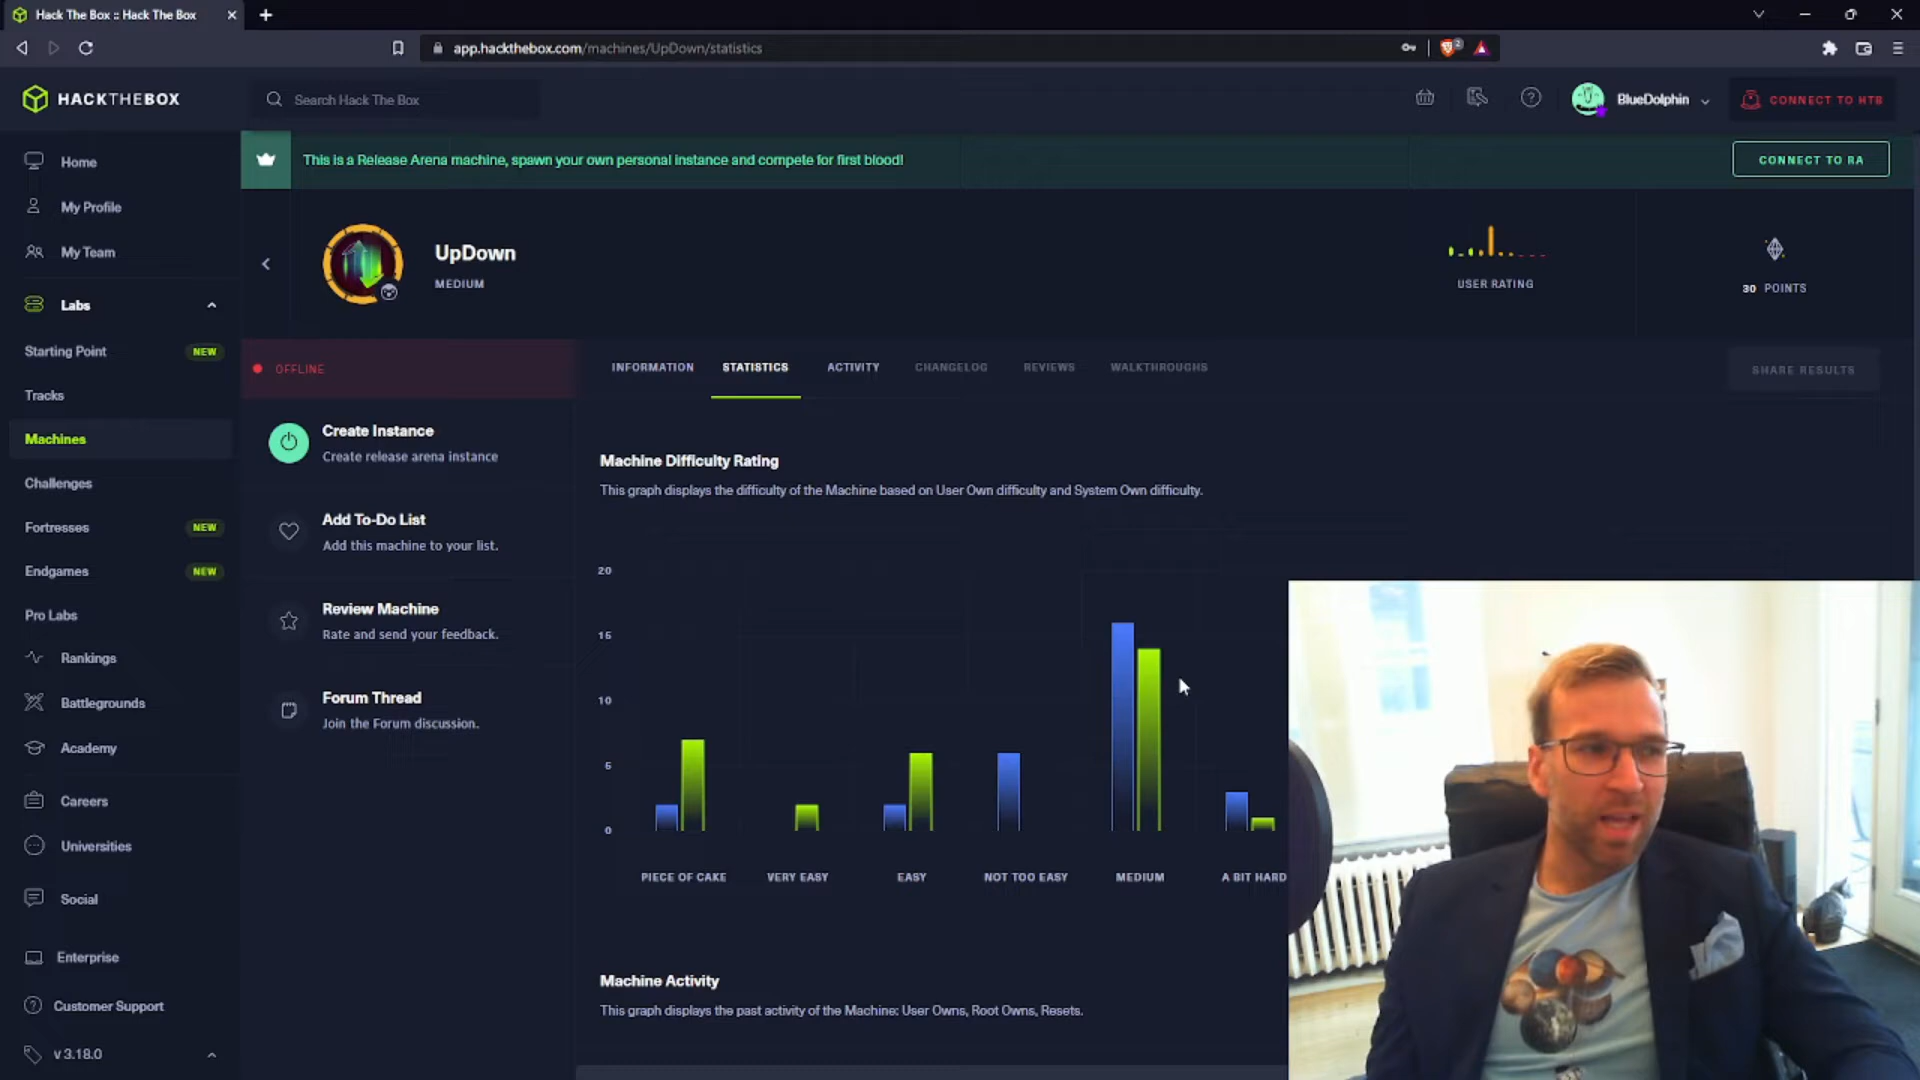 Hack The Box :: Hack The Box
app.hackthebox.com/machines/UpDown/statistics
2
HACKTHEBOX
Search Hack The Box
BlueDolphin
CONNECT TO HTB
Home
My Profile
My Team
Labs
Starting Point
NEW
Tracks
Machines
Challenges
Fortresses
NEW
Endgames
NEW
Pro Labs
Rankings
Battlegrounds
Academy
Careers
Universities
Social
Enterprise
Customer Support
v 3.18.0
This is a Release Arena machine, spawn your own personal instance and compete for first blood!
CONNECT TO RA
UpDown
MEDIUM
USER RATING
30 POINTS
OFFLINE
Create Instance
Create release arena instance
Add To-Do List
Add this machine to your list.
Review Machine
Rate and send your feedback.
Forum Thread
Join the Forum discussion.
INFORMATION
STATISTICS
ACTIVITY
CHANGELOG
REVIEWS
WALKTHROUGHS
SHARE RESULTS
Machine Difficulty Rating
This graph displays the difficulty of the Machine based on User Own difficulty and System Own difficulty.
20
15
10
5
0
PIECE OF CAKE
VERY EASY
EASY
NOT TOO EASY
MEDIUM
A BIT HARD
Machine Activity
This graph displays the past activity of the Machine: User Owns, Root Owns, Resets.